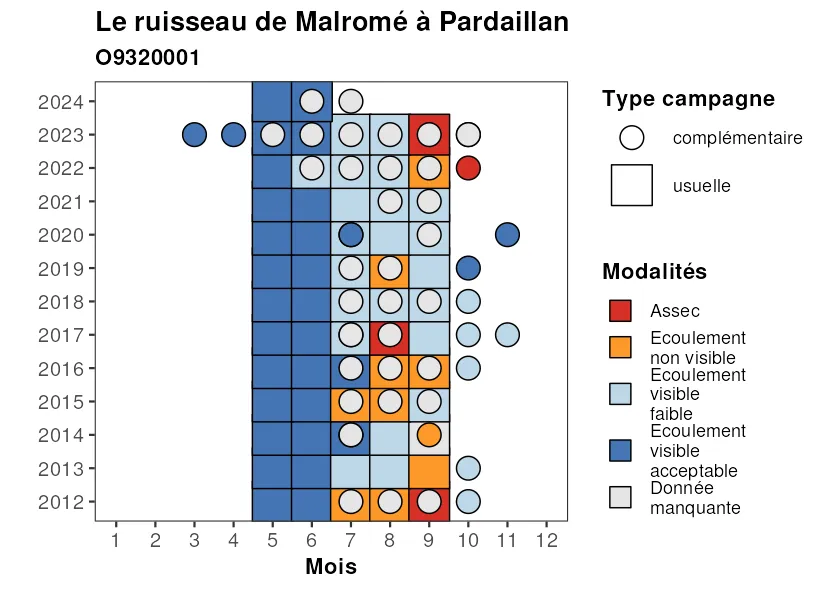 Le ruisseau de Malromé à Pardaillan
O9320001
2024
2023
2022
2021
2020
2019
2018
2017
2016
2015
2014
2013
2012
1 2 3 4 5 6 7 8 9 10 11 12
Mois
Type campagne
complémentaire
usuelle
Modalités
Assec
Ecoulement
non visible
Ecoulement
visible
faible
Ecoulement
visible
acceptable
Donnée
manquante